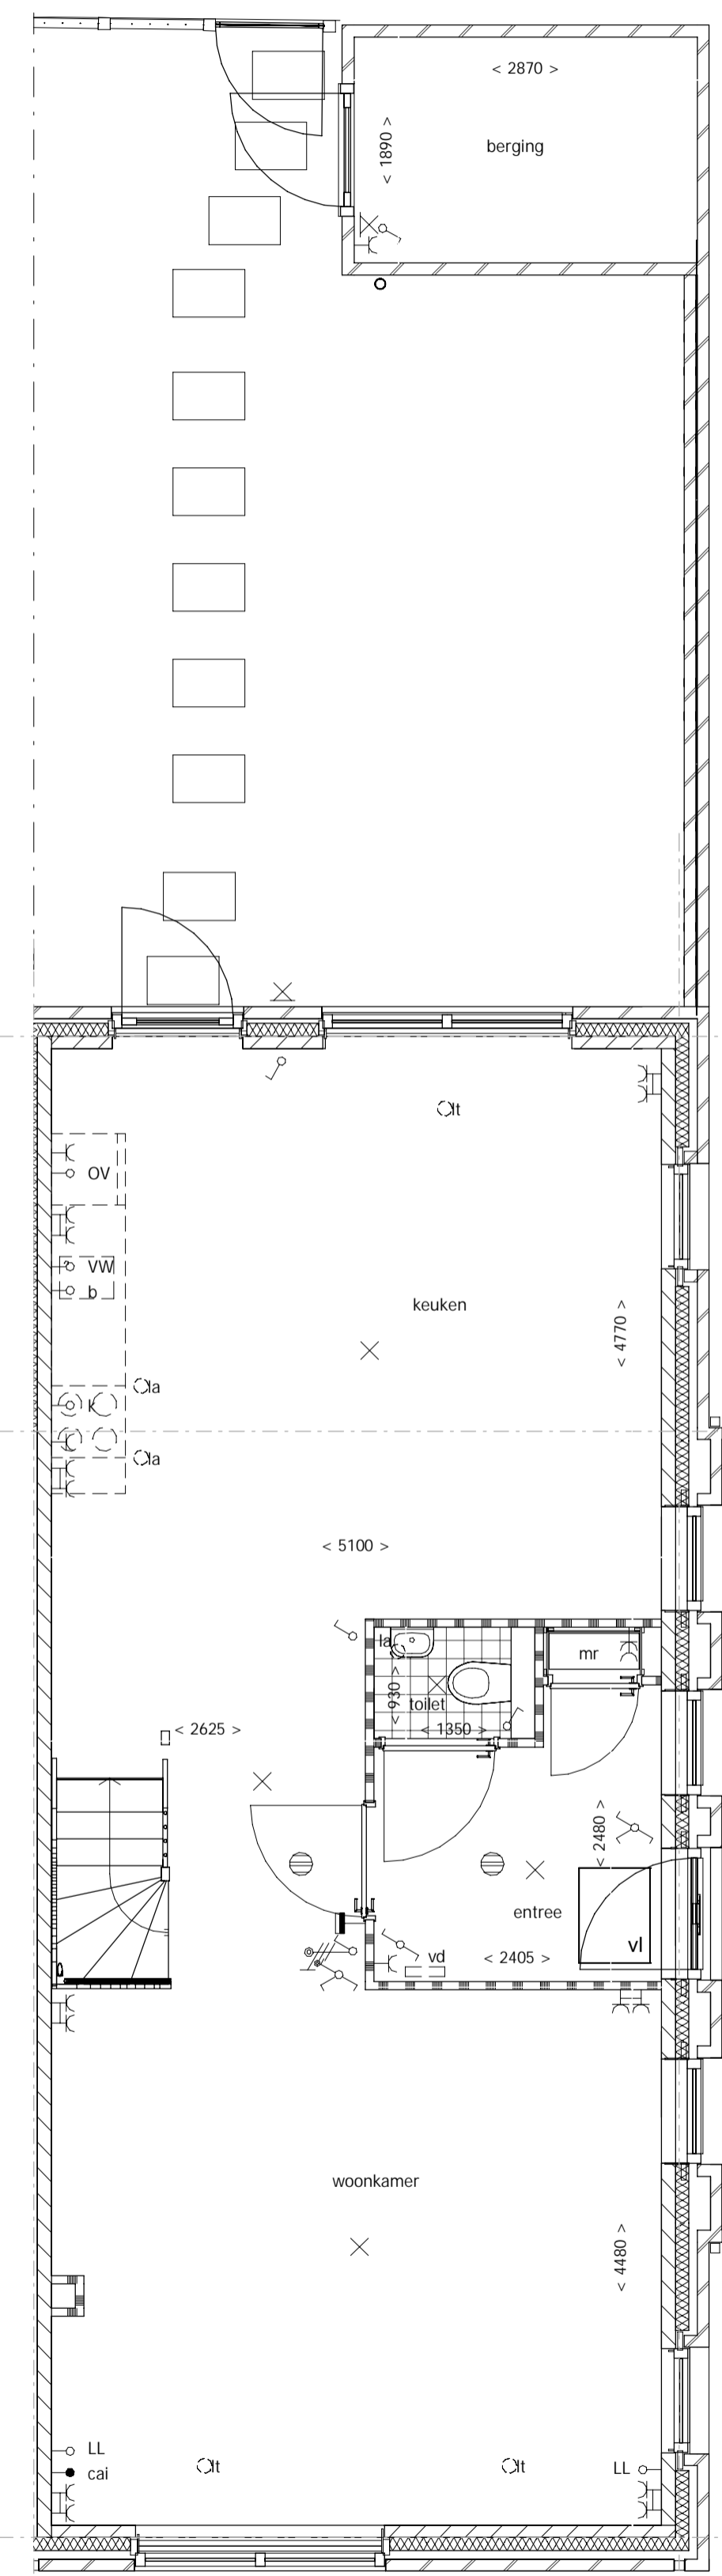 < 2870 >
< 1890 >
berging
lt
OV
VW
b
keuken
< 4770 >
la
k
la
< 5100 >
la
mr
< 930 >
toilet
< 2625 >
< 1350 >
< 2480 >
entree
vl
vd
< 2405 >
woonkamer
< 4480 >
LL
cai
lt
lt
LL